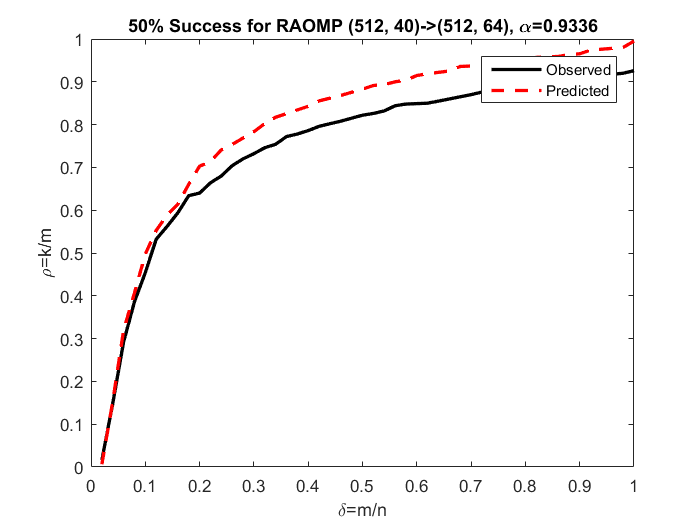 50% Success for RAOMP (512, 40)->(512, 64), α=0.9336
1
0.9
0.8
0.7
0.6
0.5
0.4
0.3
0.2
0.1
0
ρ=k/m
Observed
Predicted
0 0.1 0.2 0.3 0.4 0.5 0.6 0.7 0.8 0.9 1
δ=m/n